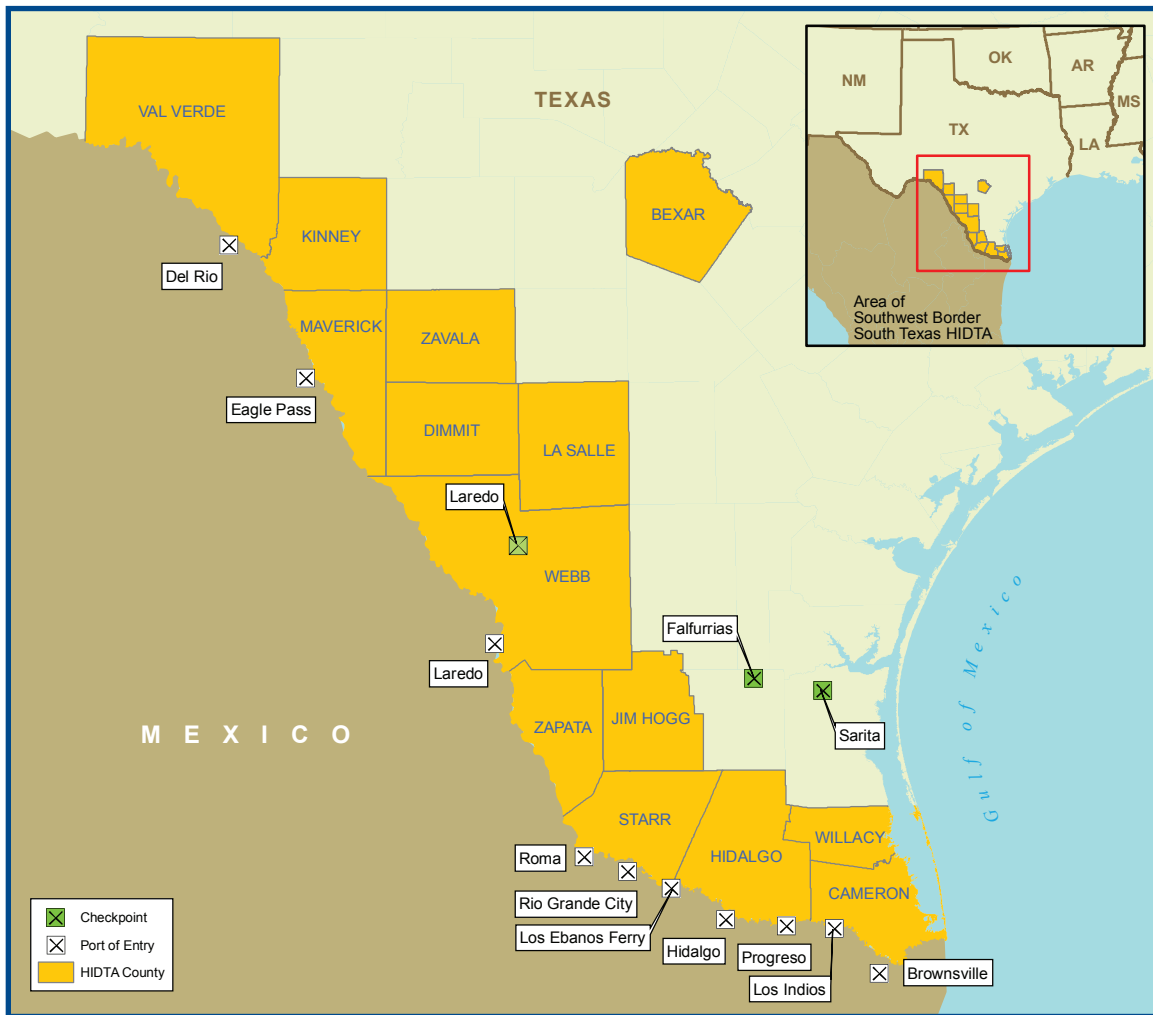 TEXAS
VAL VERDE
KINNEY
BEXAR
Del Rio
MAVERICK
ZAVALA
Eagle Pass
DIMMIT
LA SALLE
Laredo
WEBB
Falfurrias
Laredo
ZAPATA
JIM HOGG
Sarita
MEXICO
Gulf of Mexico
STARR
WILLACY
HIDALGO
CAMERON
Roma
Rio Grande City
Los Ebanos Ferry
Hidalgo
Progreso
Los Indios
Brownsville
NM
OK
AR
MS
TX
LA
Area of
Southwest Border
South Texas HIDTA
Checkpoint
Port of Entry
HIDTA County